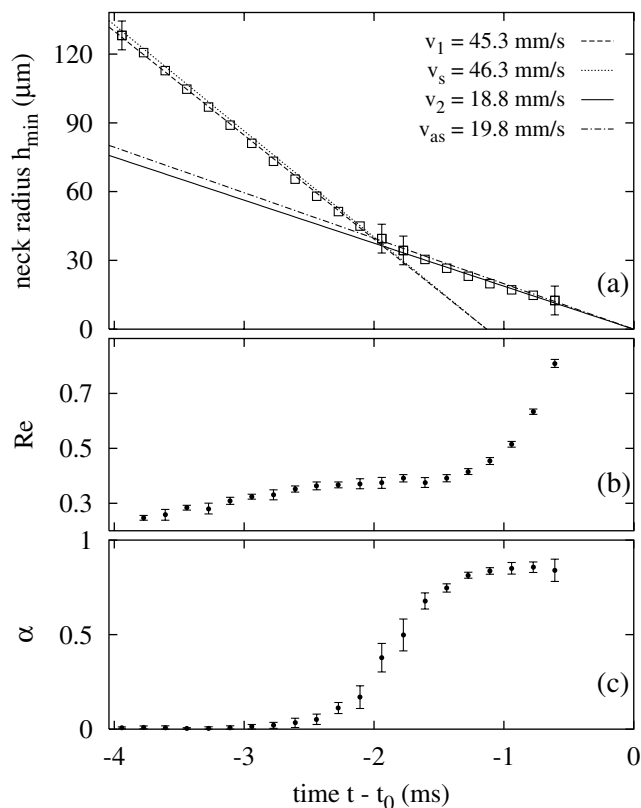 neck radius h_min (μm)
120
90
60
30
0
v_1 = 45.3 mm/s
v_s = 46.3 mm/s
v_2 = 18.8 mm/s
v_as = 19.8 mm/s
(a)
Re
0.7
0.5
0.3
(b)
α
1
0.5
0
(c)
-4 -3 -2 -1 0
time t - t_0 (ms)